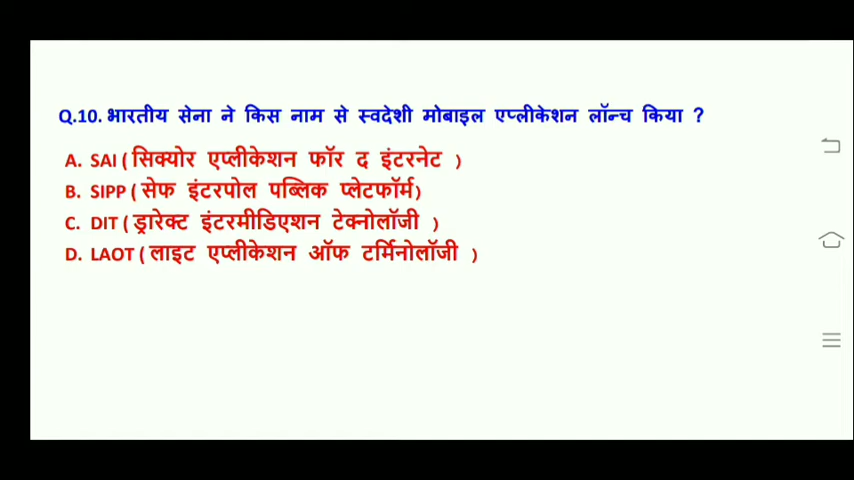 Q.10. भारतीय सेना ने किस नाम से स्वदेशी मोबाइल एप्लीकेशन लॉन्च किया ?
A. SAI ( सिक्योर एप्लीकेशन फॉर द इंटरनेट )
B. SIPP ( सेफ इंटरपोल पब्लिक प्लेटफॉर्म)
C. DIT ( ड्रारेक्ट इंटरमीडिएशन टेक्नोलॉजी )
D. LAOT ( लाइट एप्लीकेशन ऑफ टर्मिनोलॉजी )